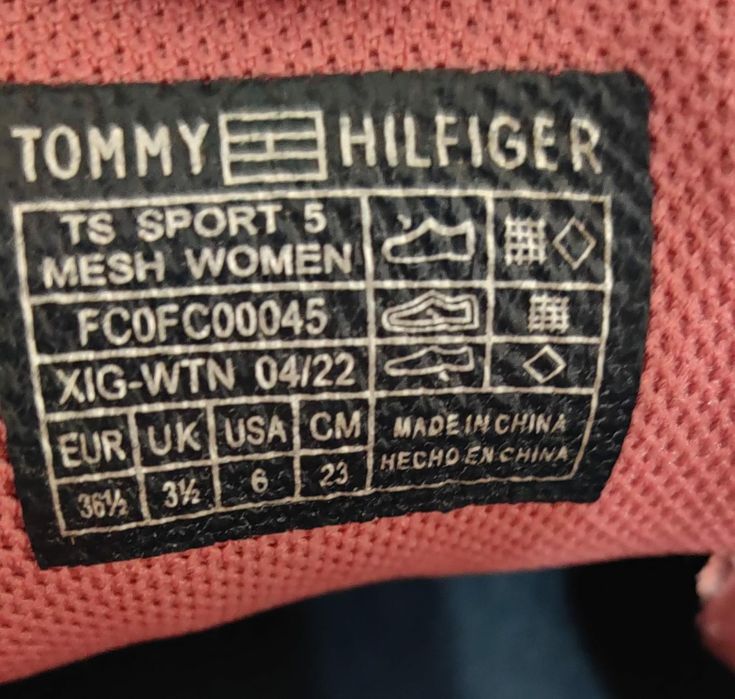 TOMMY HILFIGER
TS SPORT 5
MESH WOMEN
FC0FC00045
XIG-WTN 04/22
EUR UK USA CM
36½ 3½ 6 23
MADE IN CHINA
HECHO EN CHINA